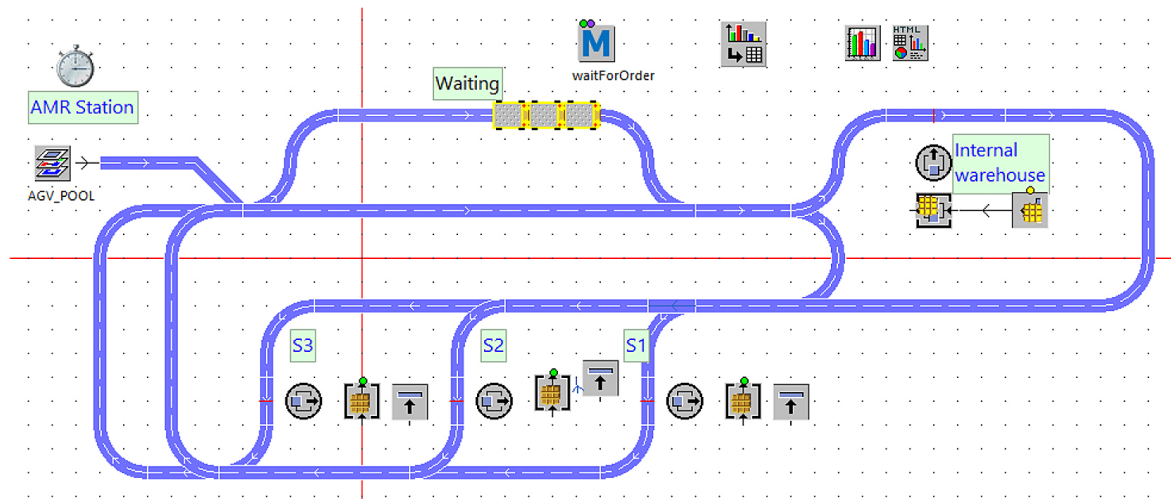 M
HTML
waitForOrder
Waiting
AMR Station
Internal
warehouse
AGV_POOL
S3
S2
S1